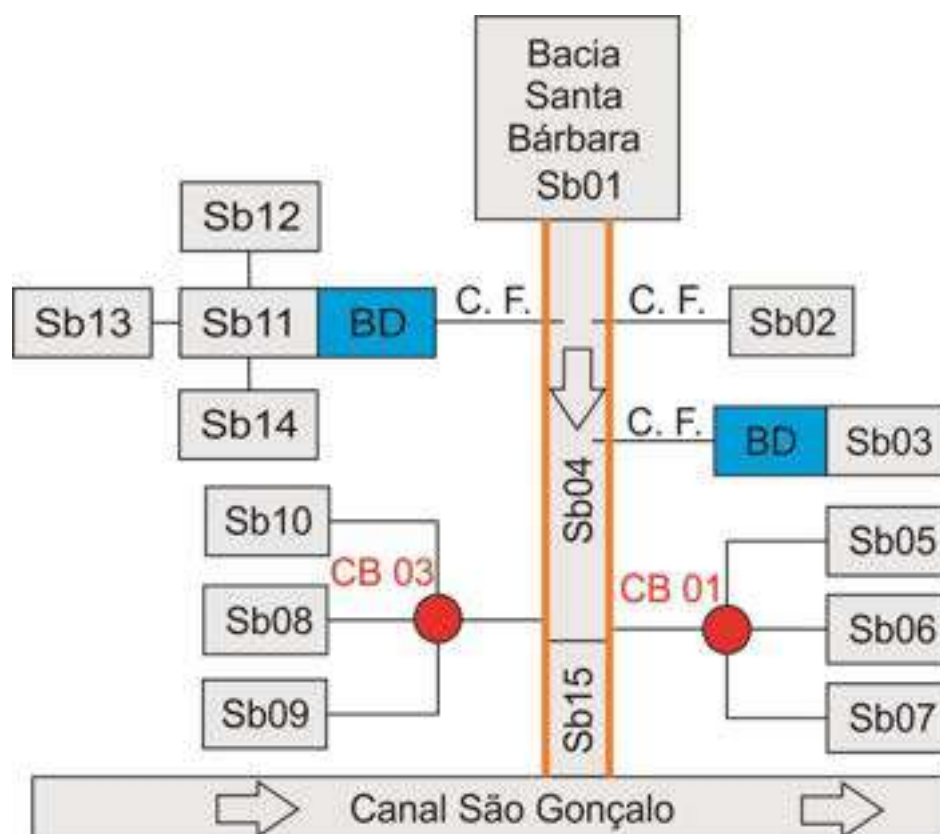 Bacia
Santa
Bárbara
Sb01
Sb12
Sb13
Sb11
BD
C. F.
C. F.
Sb02
Sb14
C. F.
BD
Sb03
Sb04
Sb10
Sb05
CB 03
CB 01
Sb08
Sb06
Sb09
Sb15
Sb07
Canal São Gonçalo